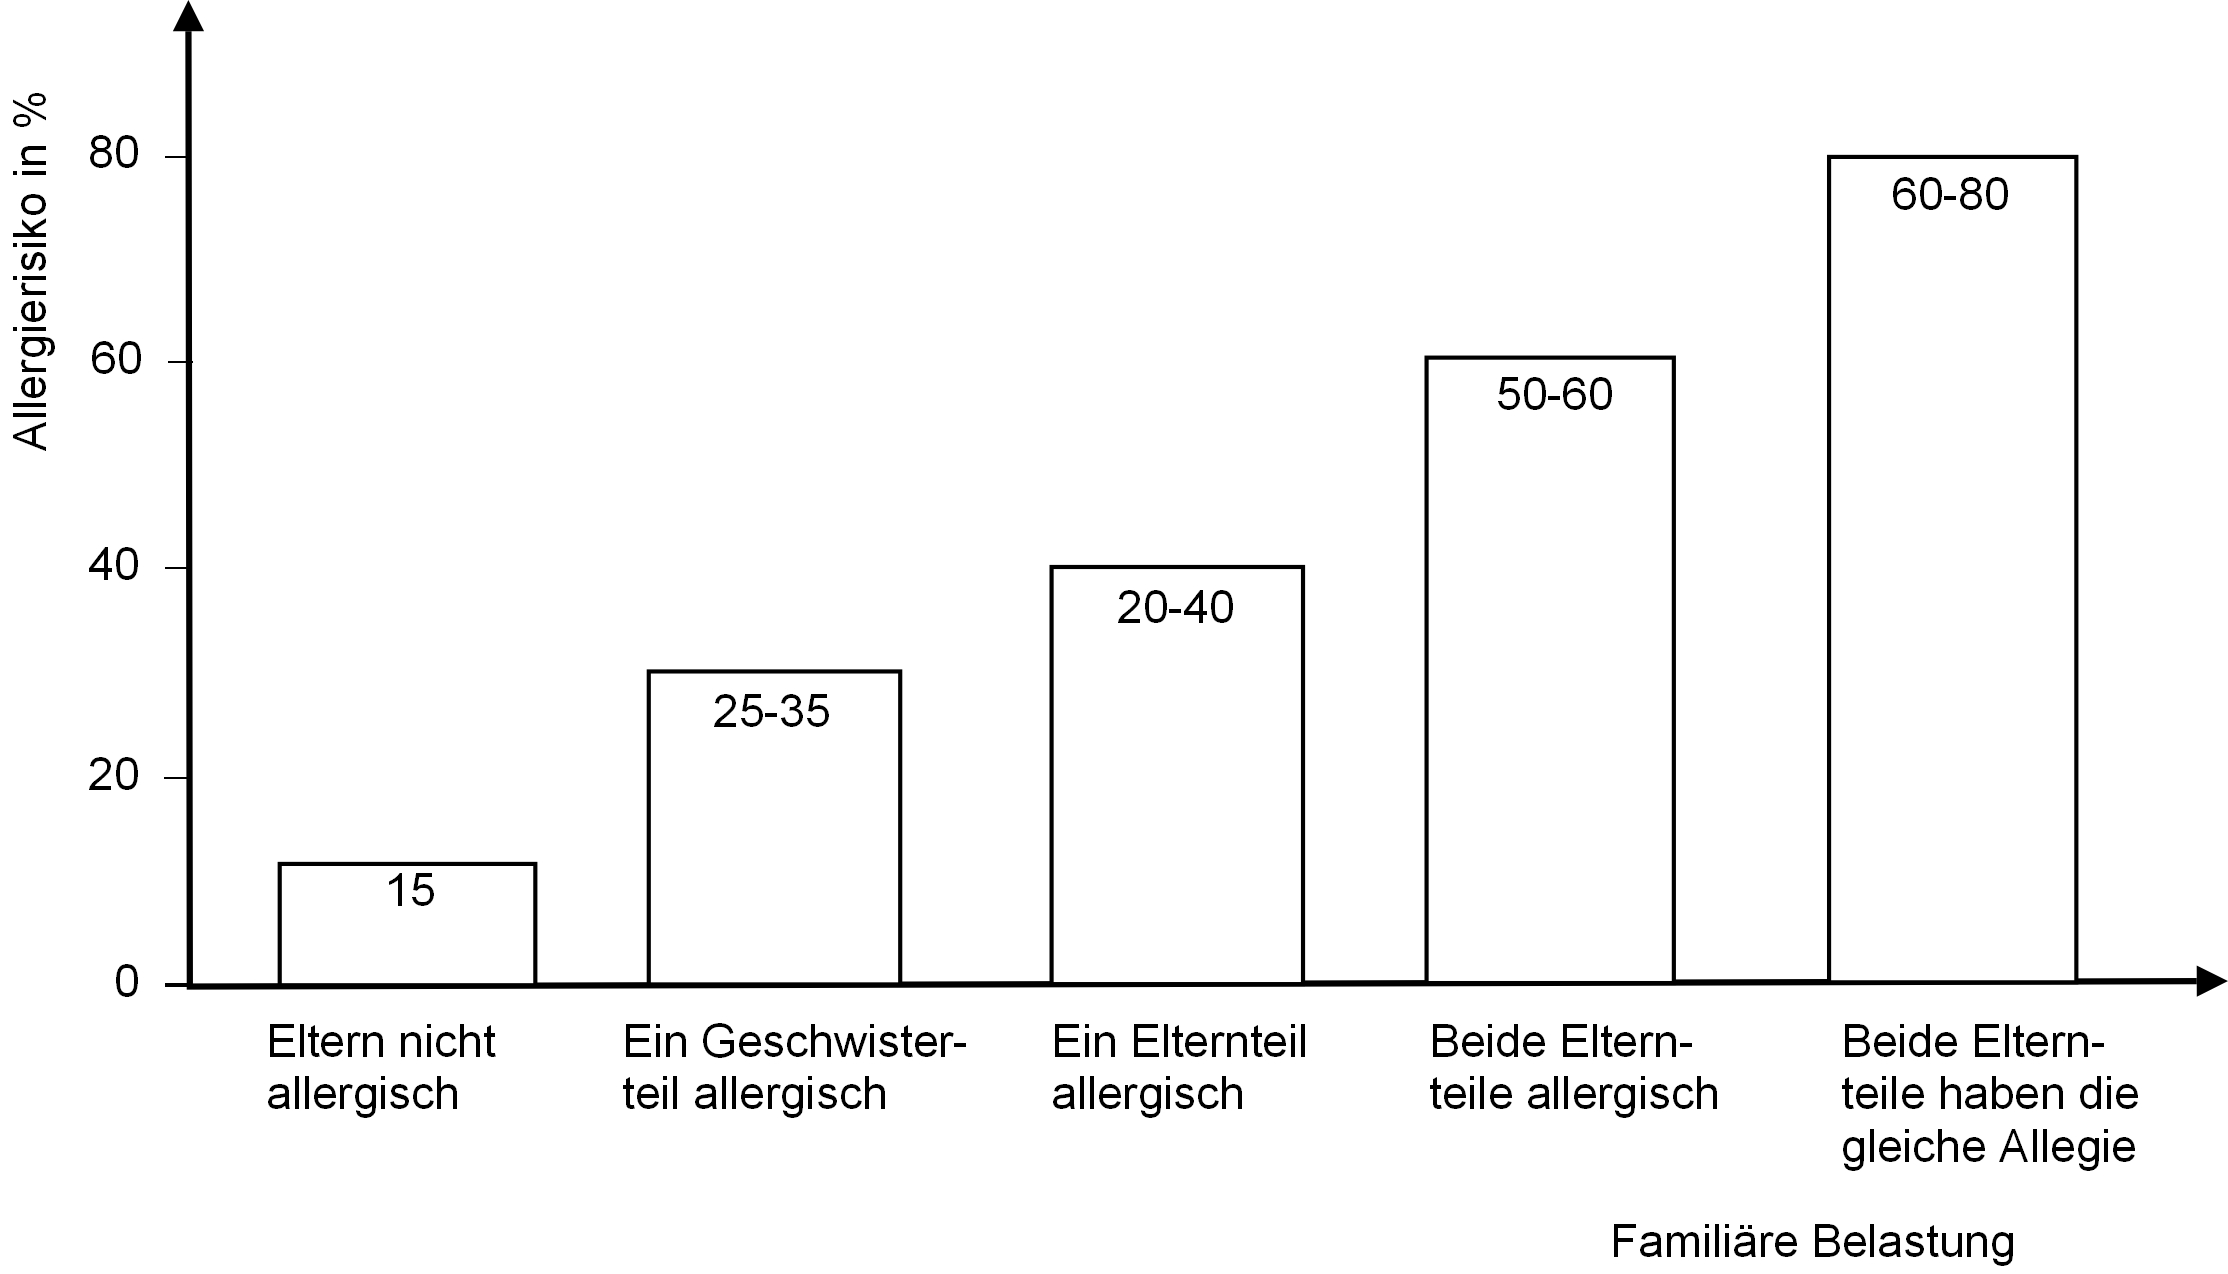 Allergierisiko in %
80
60
40
20
0
15
25-35
20-40
50-60
60-80
Eltern nicht
allergisch
Ein Geschwister-
teil allergisch
Ein Elternteil
allergisch
Beide Eltern-
teile allergisch
Beide Eltern-
teile haben die
gleiche Allegie
Familiäre Belastung